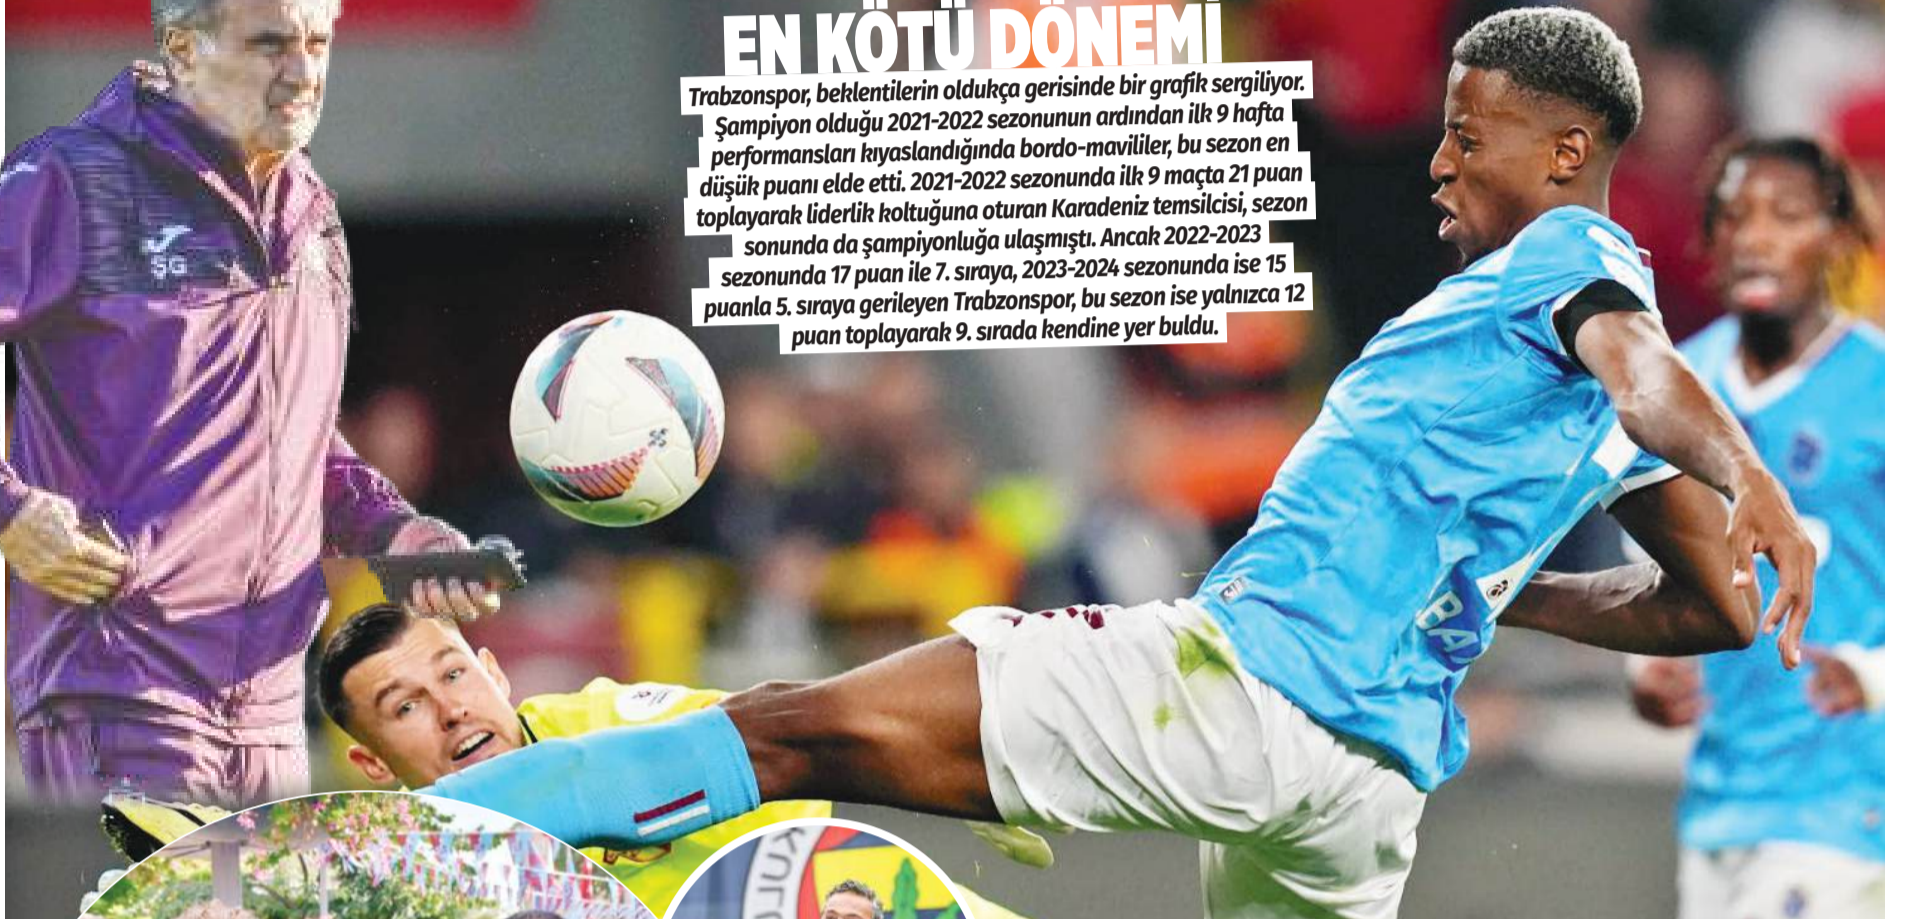 EN KÖTÜ DÖNEMİ
Trabzonspor, beklentilerin oldukça gerisinde bir grafik sergiliyor.
Şampiyon olduğu 2021-2022 sezonunun ardından ilk 9 hafta
performansları kıyaslandığında bordo-mavililer, bu sezon en
düşük puanı elde etti. 2021-2022 sezonunda ilk 9 maçta 21 puan
toplayarak liderlik koltuğuna oturan Karadeniz temsilcisi, sezon
sonunda da şampiyonluğa ulaşmıştı. Ancak 2022-2023
sezonunda 17 puan ile 7. sıraya, 2023-2024 sezonunda ise 15
puanla 5. sıraya gerileyen Trabzonspor, bu sezon ise yalnızca 12
puan toplayarak 9. sırada kendine yer buldu.
ŞG
BA
KUL